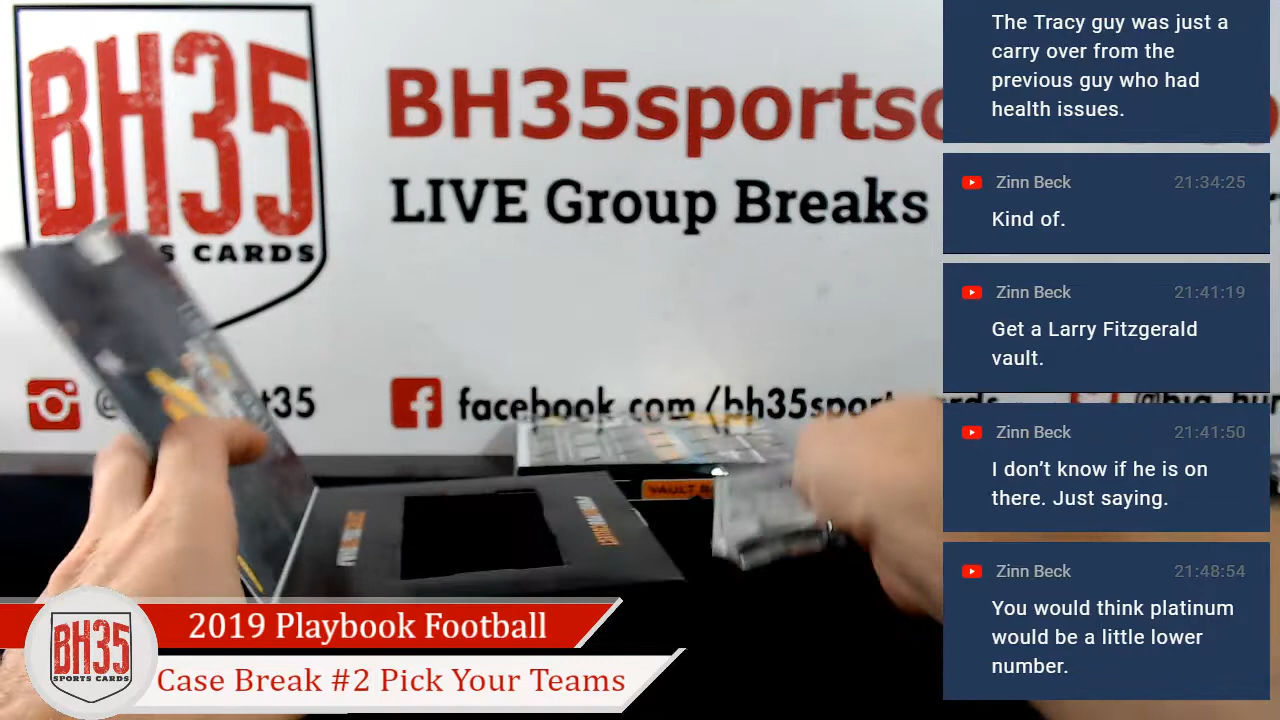 BH35
S CARDS
BH35sportsc
LIVE Group Breaks
t35
facebook.com/bh35sport
VAULT
2019 Playbook Football
Case Break #2 Pick Your Teams
BH35
SPORTS CARDS
The Tracy guy was just a
carry over from the
previous guy who had
health issues.
Zinn Beck 21:34:25
Kind of.
Zinn Beck 21:41:19
Get a Larry Fitzgerald
vault.
Zinn Beck 21:41:50
I don’t know if he is on
there. Just saying.
Zinn Beck 21:48:54
You would think platinum
would be a little lower
number.